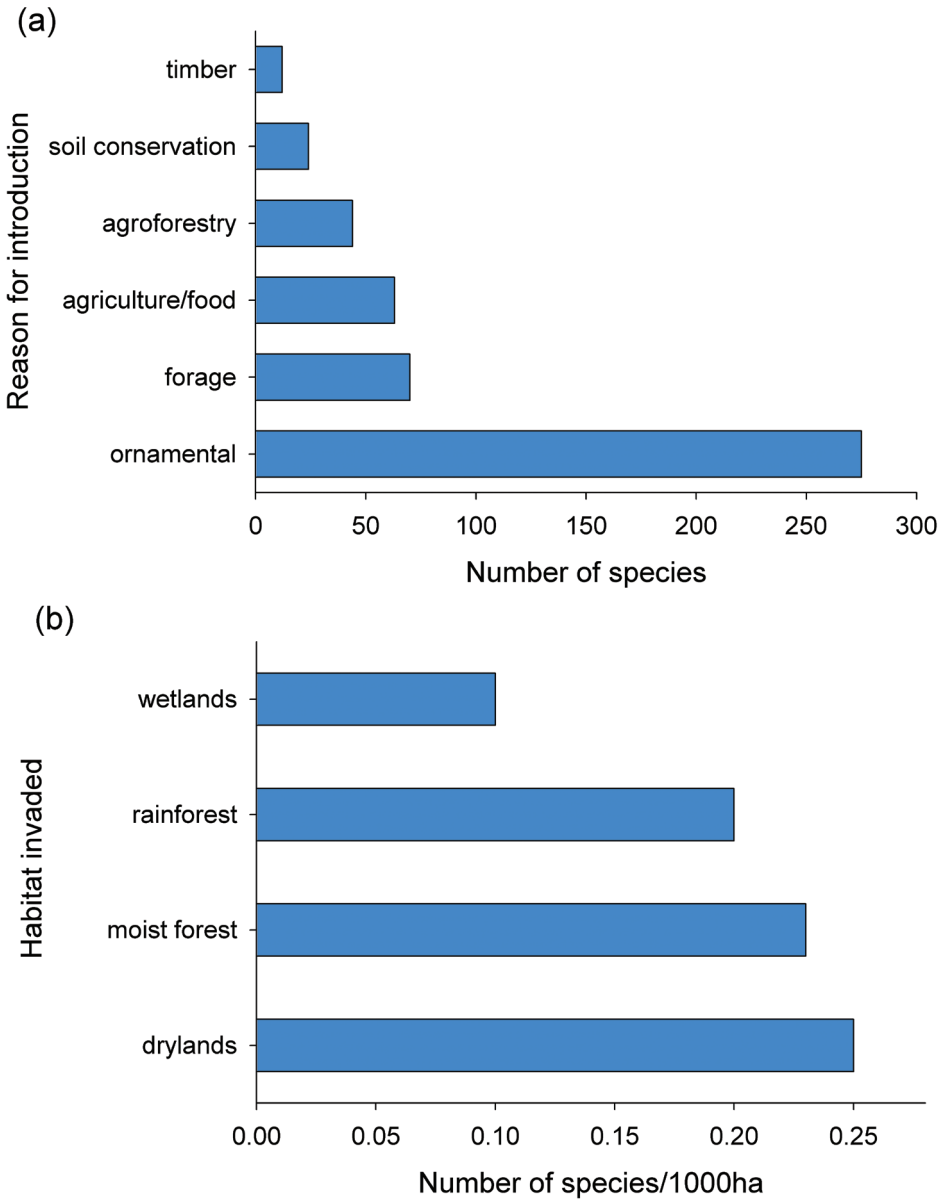 (a)
Reason for introduction
timber
soil conservation
agroforestry
agriculture/food
forage
ornamental
0 50 100 150 200 250 300
Number of species
(b)
Habitat invaded
wetlands
rainforest
moist forest
drylands
0.00 0.05 0.10 0.15 0.20 0.25
Number of species/1000ha